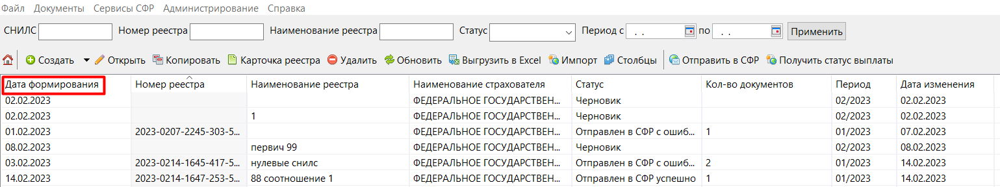 Файл Документы Сервисы СФР Администрирование Справка
СНИЛС Номер реестра Наименование реестра Статус Период с . . по . . Применить
Создать Открыть Копировать Карточка реестра Удалить Обновить Выгрузить в Excel Импорт Столбцы Отправить в СФР Получить статус выплаты
Дата формирования Номер реестра Наименование реестра Наименование страхователя Статус Кол-во документов Период Дата изменения
02.02.2023 ФЕДЕРАЛЬНОЕ ГОСУДАРСТВЕН... Черновик 02/2023 02.02.2023
02.02.2023 1 ФЕДЕРАЛЬНОЕ ГОСУДАРСТВЕН... Черновик 02/2023 02.02.2023
01.02.2023 2023-0207-2245-303-5... ФЕДЕРАЛЬНОЕ ГОСУДАРСТВЕН... Отправлен в СФР с ошиб... 1 01/2023 07.02.2023
08.02.2023 первич 99 ФЕДЕРАЛЬНОЕ ГОСУДАРСТВЕН... Черновик 02/2023 08.02.2023
03.02.2023 2023-0214-1645-417-5... нулевые снилс ФЕДЕРАЛЬНОЕ ГОСУДАРСТВЕН... Отправлен в СФР с ошиб... 2 01/2023 14.02.2023
14.02.2023 2023-0214-1647-253-5... 88 соотношение 1 ФЕДЕРАЛЬНОЕ ГОСУДАРСТВЕН... Отправлен в СФР успешно 1 01/2023 14.02.2023